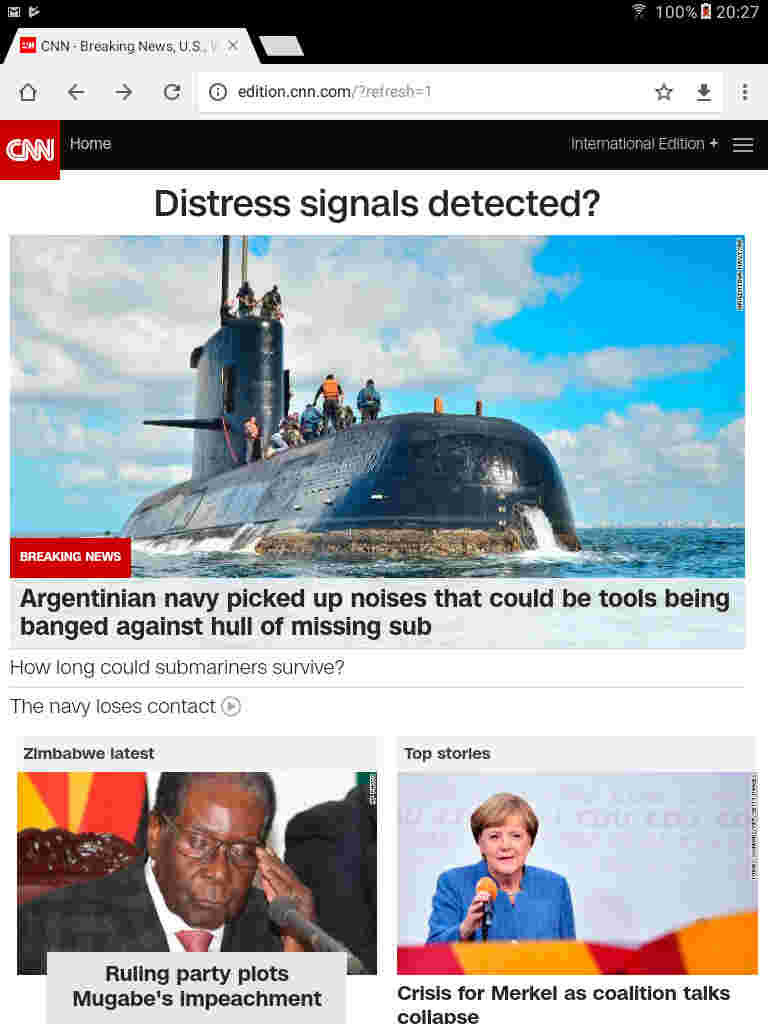 100% 20:27
CNN - Breaking News, U.S.,
edition.cnn.com/?refresh=1
CNN Home International Edition +
Distress signals detected?
BREAKING NEWS
Argentinian navy picked up noises that could be tools being
banged against hull of missing sub
How long could submariners survive?
The navy loses contact
Zimbabwe latest
Top stories
CDU CDU
Ruling party plots
Mugabe's impeachment
Crisis for Merkel as coalition talks
collapse